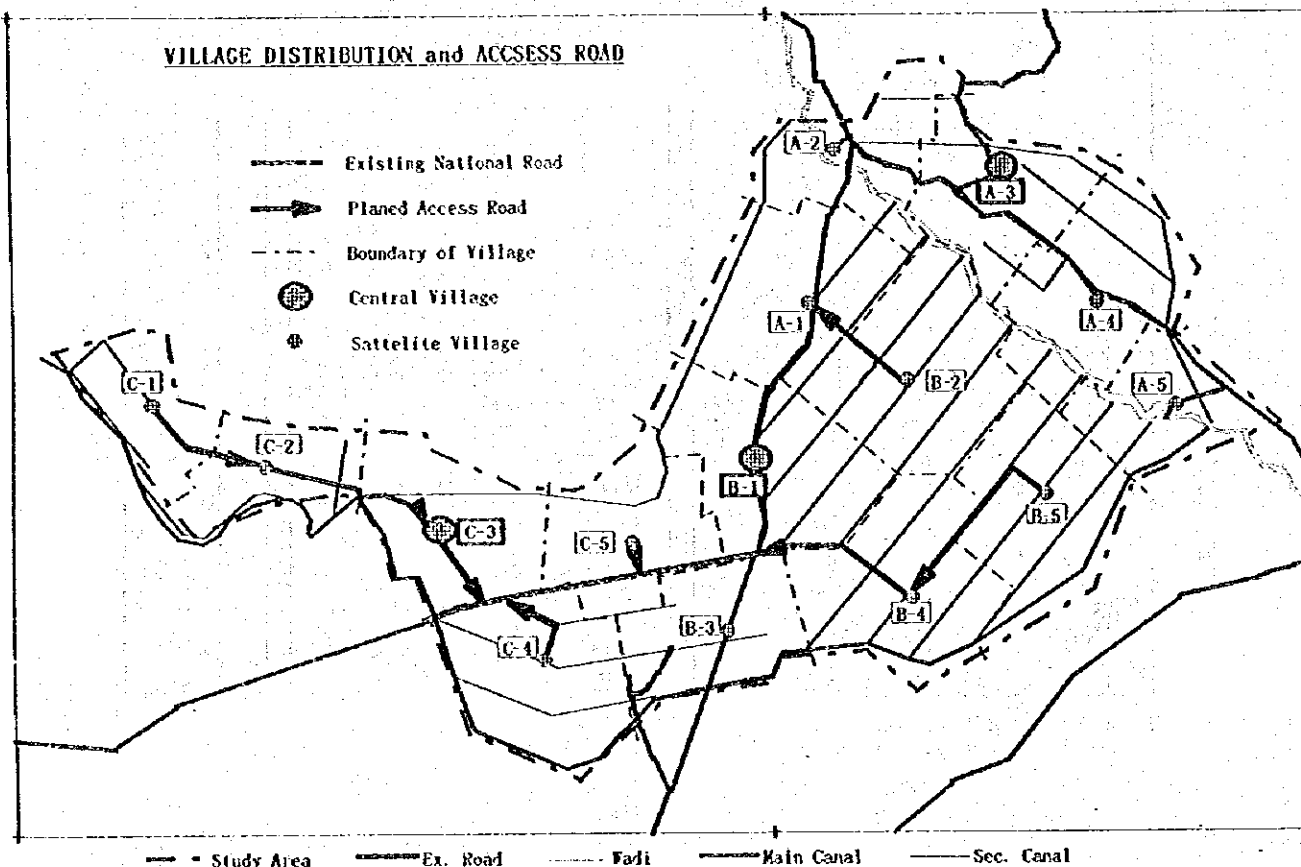 VILLAGE DISTRIBUTION and ACCSESS ROAD
Existing National Road
Planed Access Road
Boundary of Village
Central Village
Sattelite Village
A-2
A-3
A-1
A-4
C-1
B-2
A-5
C-2
B-1
B-5
C-3
C-5
B-4
B-3
C-4
Study Area Ex. Road Wadi Main Canal Sec. Canal